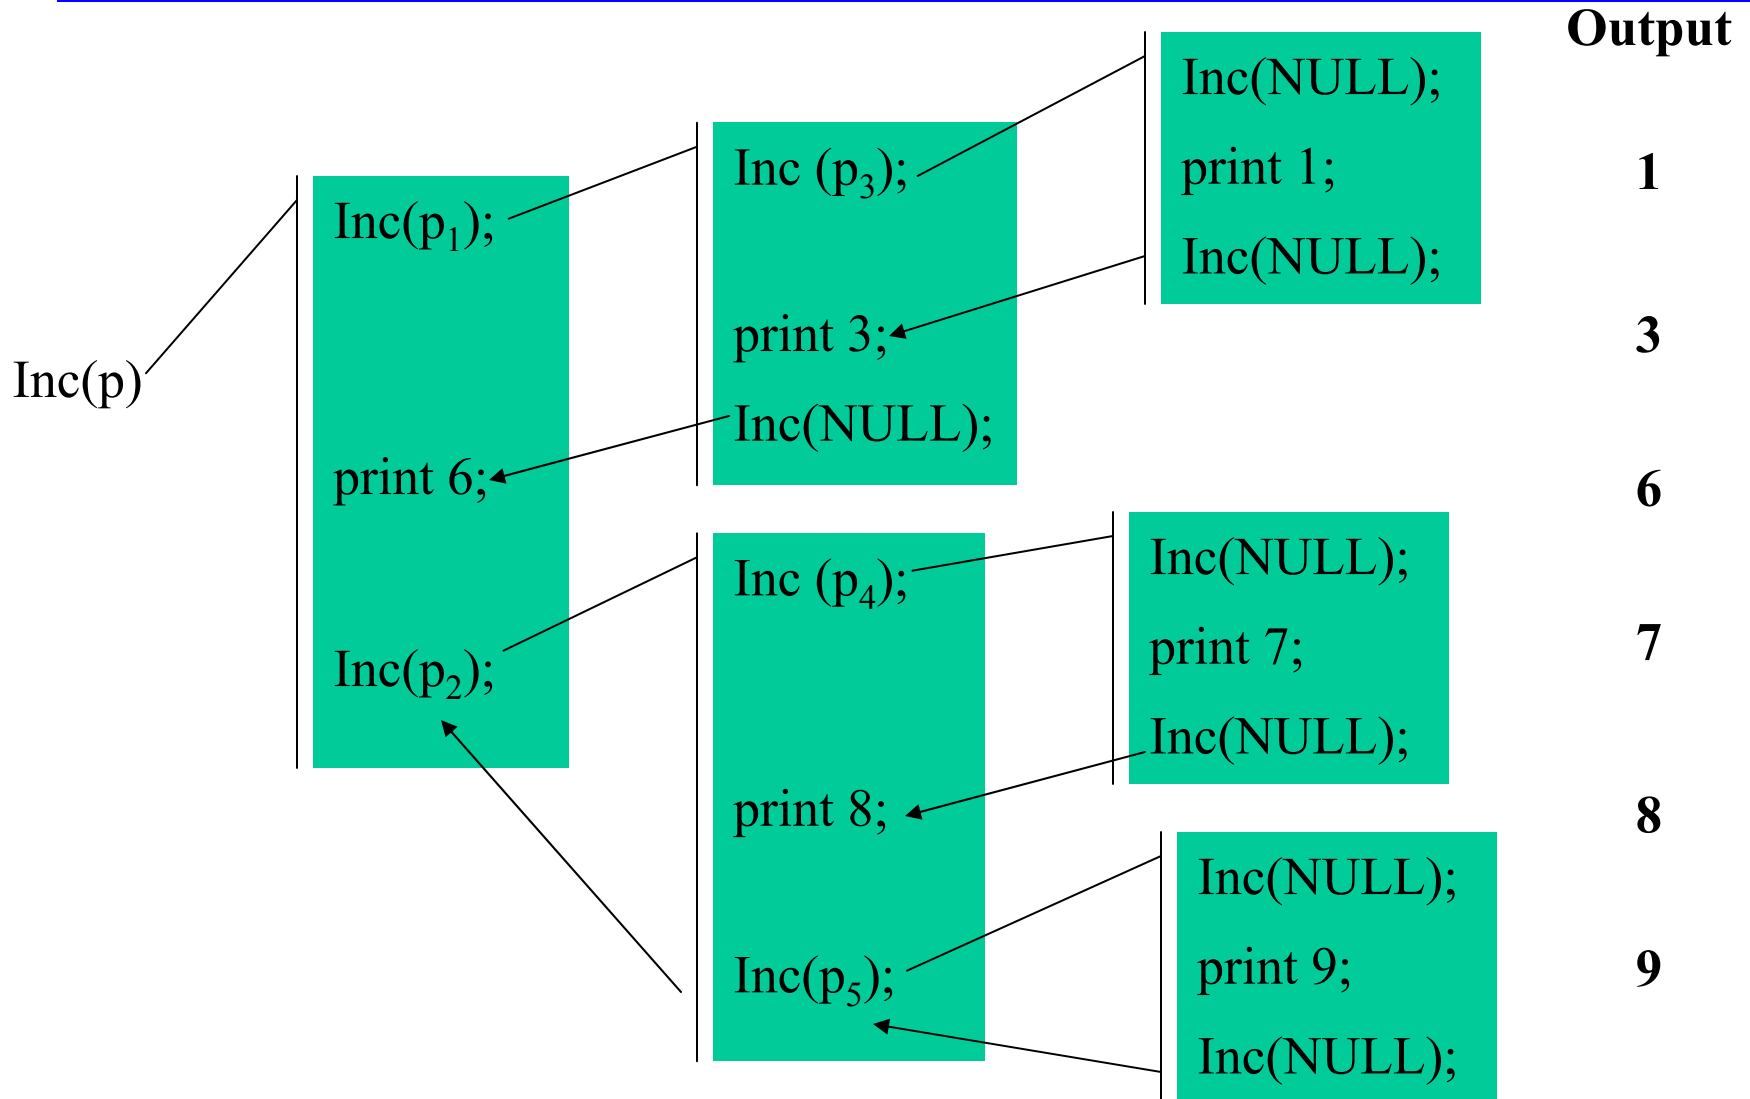 Output
Inc(p)
Inc(p₁);
print 6;
Inc(p₂);
Inc (p₃);
print 3;
Inc(NULL);
Inc(NULL);
print 1;
Inc(NULL);
Inc (p₄);
print 8;
Inc(p₅);
Inc(NULL);
print 7;
Inc(NULL);
Inc(NULL);
print 9;
Inc(NULL);
1
3
6
7
8
9